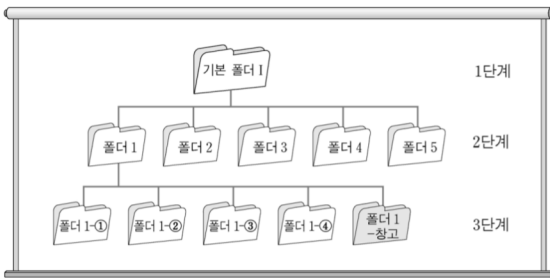 기본 폴더 I
1단계
폴더 1
폴더 2
폴더 3
폴더 4
폴더 5
2단계
폴더 1-①
폴더 1-②
폴더 1-③
폴더 1-④
폴더 1
-창고
3단계